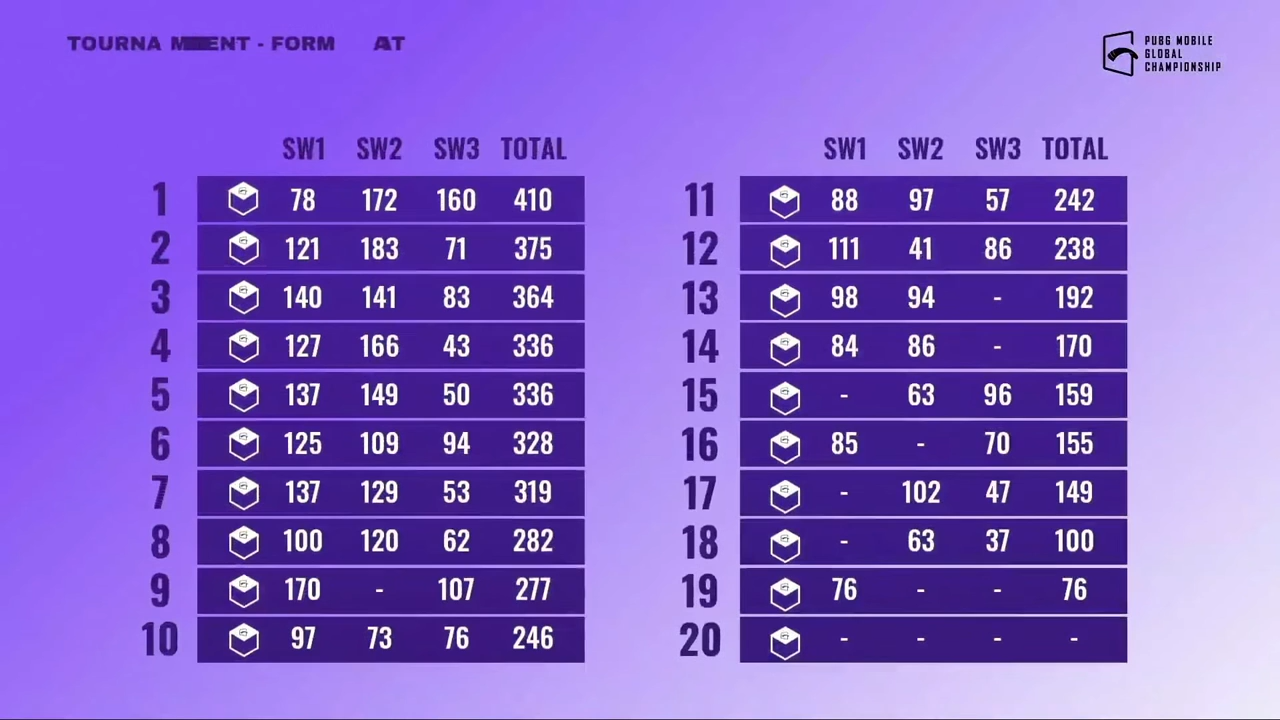 TOURNA MENT - FORM AT
PUBG MOBILE
GLOBAL
CHAMPIONSHIP
SW1 SW2 SW3 TOTAL
1 78 172 160 410
2 121 183 71 375
3 140 141 83 364
4 127 166 43 336
5 137 149 50 336
6 125 109 94 328
7 137 129 53 319
8 100 120 62 282
9 170 - 107 277
10 97 73 76 246
SW1 SW2 SW3 TOTAL
11 88 97 57 242
12 111 41 86 238
13 98 94 - 192
14 84 86 - 170
15 - 63 96 159
16 85 - 70 155
17 - 102 47 149
18 - 63 37 100
19 76 - - 76
20 - - - -